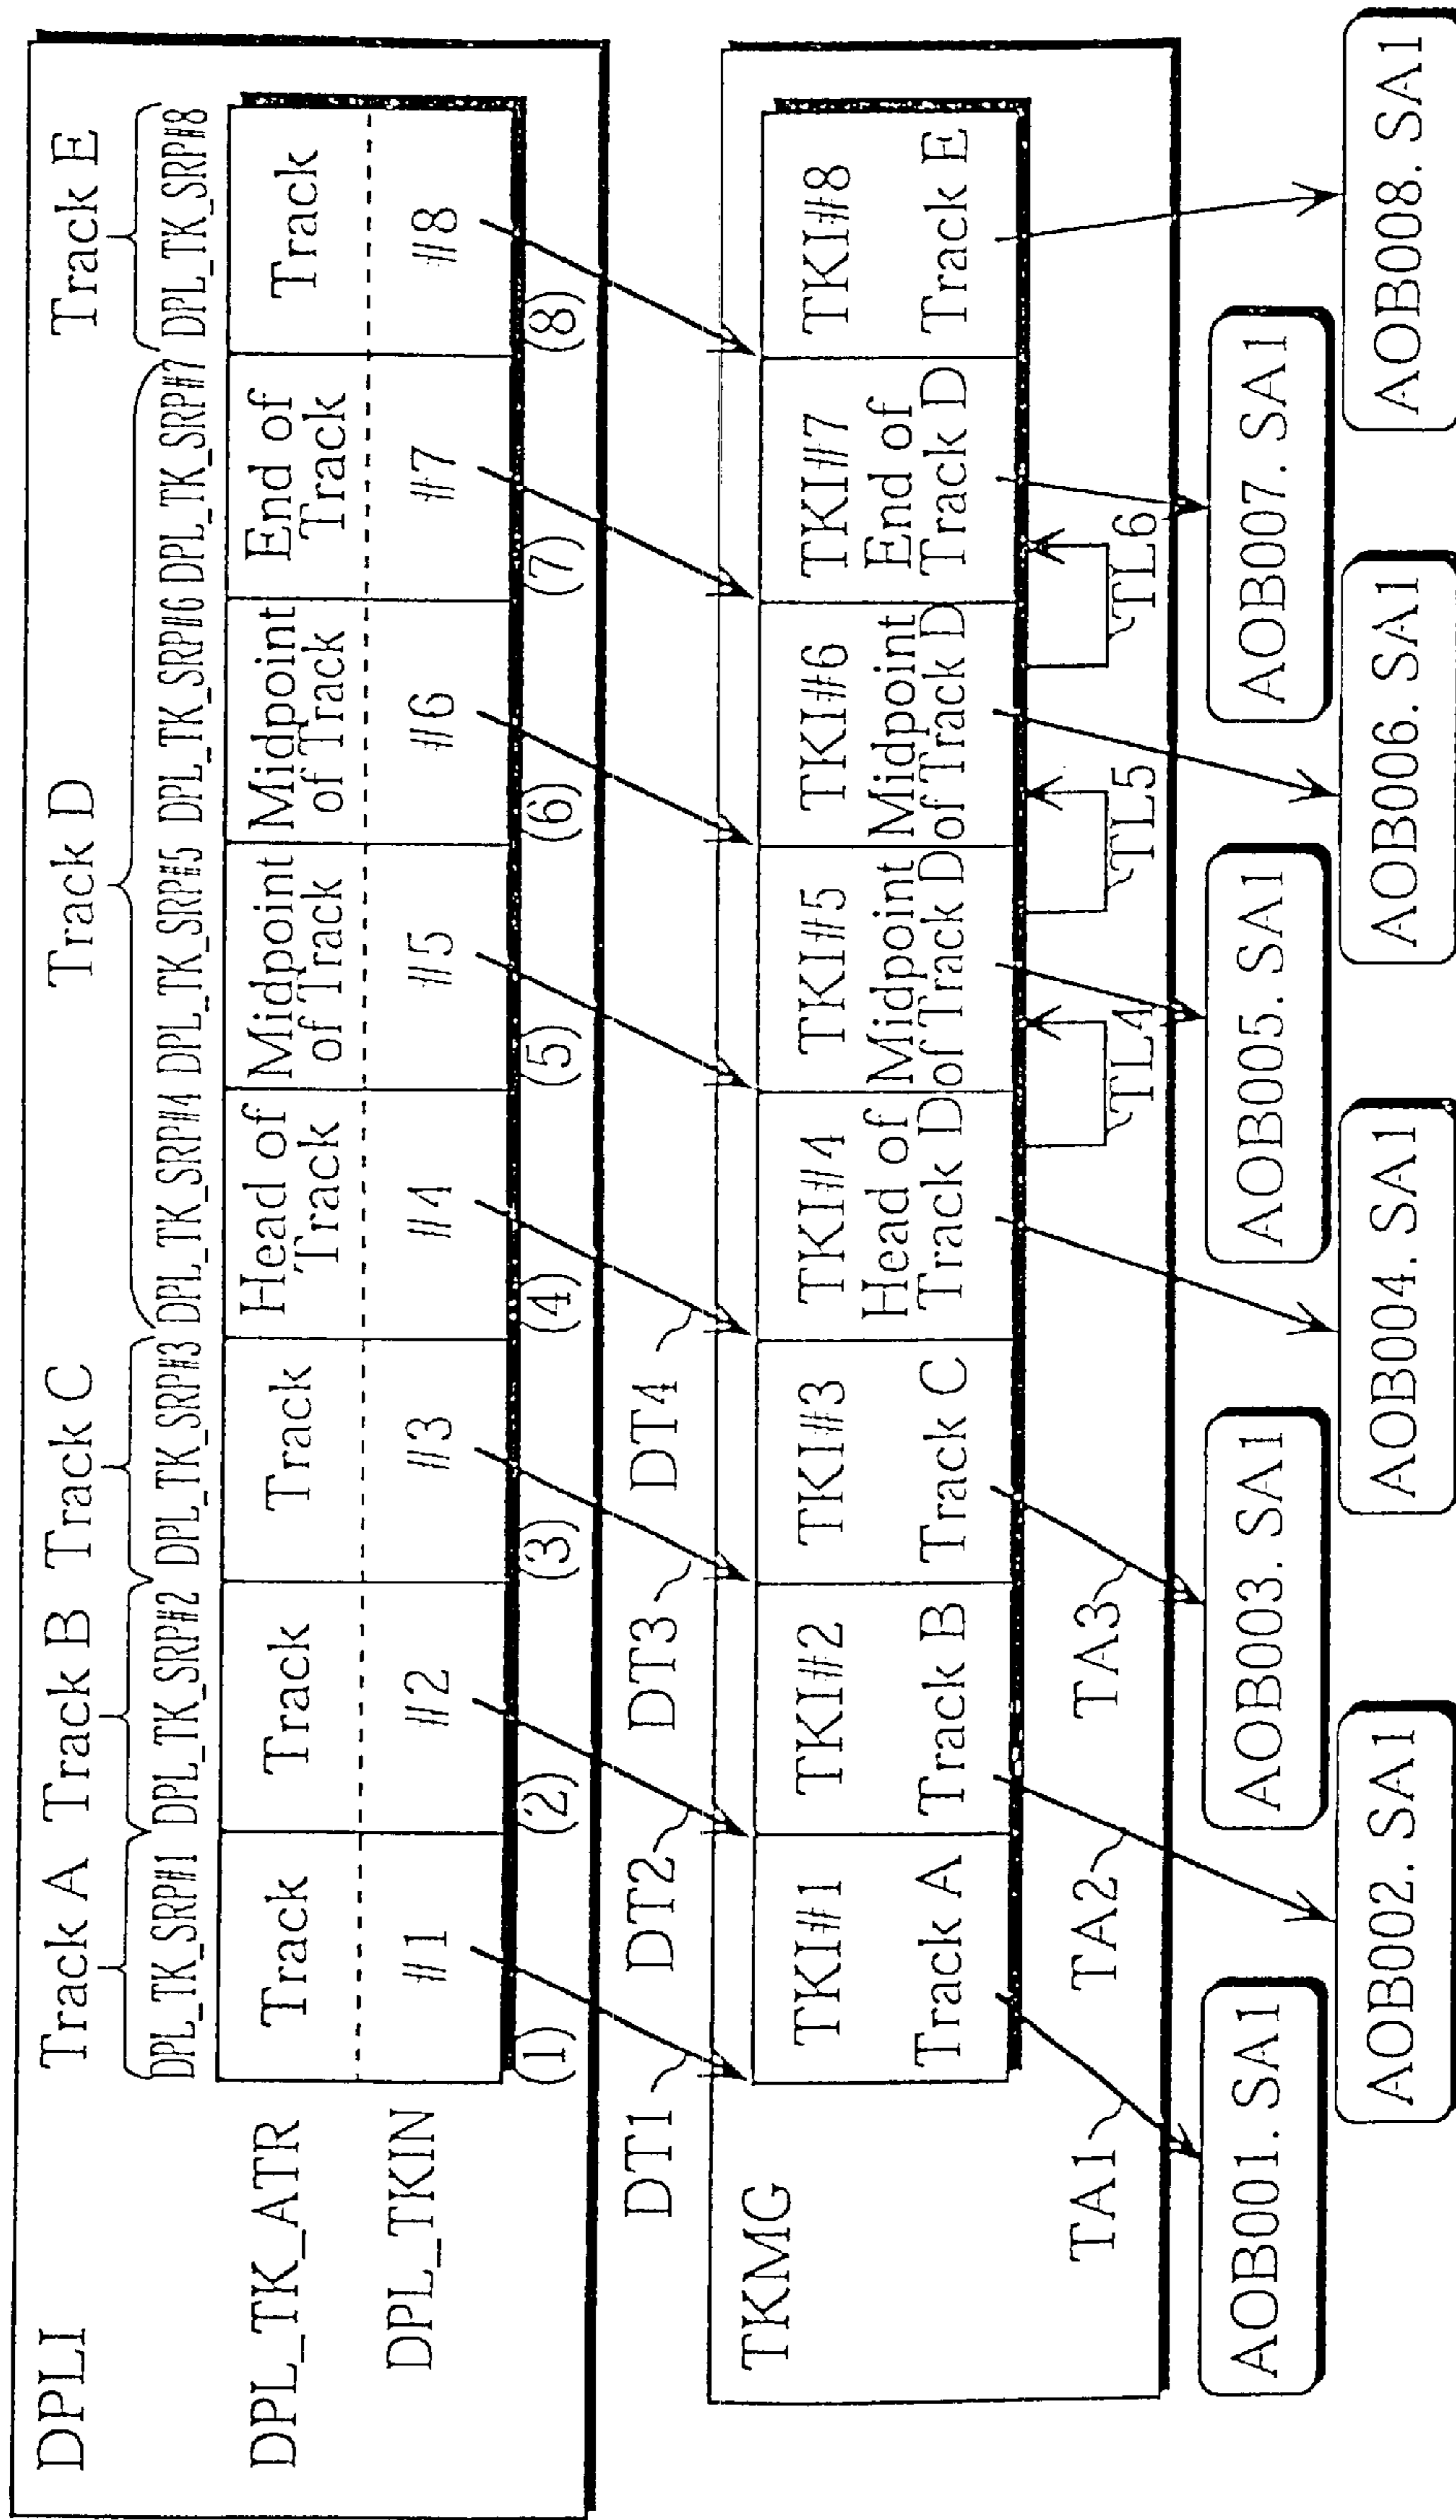 DPLI
Track A Track B Track C Track D Track E
DPL_TK_SRP#1 DPL_TK_SRP#2 DPL_TK_SRP#3 DPL_TK_SRP#4 DPL_TK_SRP#5 DPL_TK_SRP#6 DPL_TK_SRP#7 DPL_TK_SRP#8
DPL_TK_ATR
Track
Track
Track
Head of
Track
Midpoint
of Track
Midpoint
of Track
End of
Track
Track
DPL_TKIN
#1 #2 #3 #4 #5 #6 #7 #8
(1) (2) (3) (4) (5) (6) (7) (8)
DT1 DT2 DT3 DT4
TKMG
TKI#1
Track A
TKI#2
Track B
TKI#3
Track C
TKI#4
Head of
Track D
TKI#5
Midpoint
of Track D
TKI#6
Midpoint
of Track D
TKI#7
End of
Track D
TKI#8
Track E
TA1 TA2 TA3 TL4 TL5 TL6
AOB001.SA1 AOB003.SA1 AOB005.SA1 AOB007.SA1
AOB002.SA1 AOB004.SA1 AOB006.SA1 AOB008.SA1